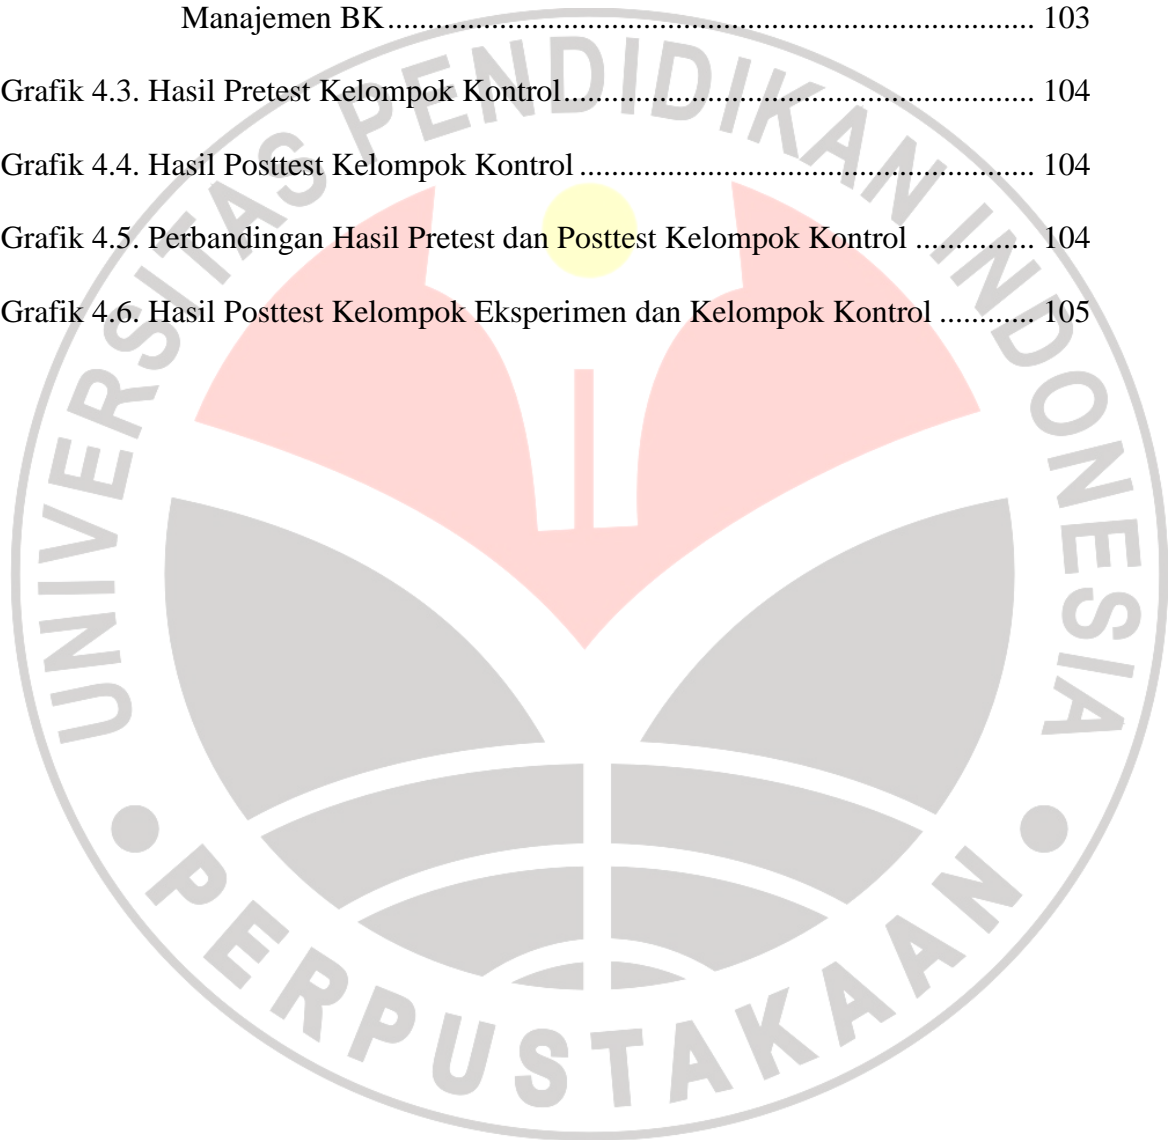 Manajemen BK................................................................................. 103
Grafik 4.3. Hasil Pretest Kelompok Kontrol........................................................... 104
Grafik 4.4. Hasil Posttest Kelompok Kontrol ......................................................... 104
Grafik 4.5. Perbandingan Hasil Pretest dan Posttest Kelompok Kontrol ............... 104
Grafik 4.6. Hasil Posttest Kelompok Eksperimen dan Kelompok Kontrol ............ 105
UNIVERSITAS PENDIDIKAN INDONESIA
PERPUSTAKAAN